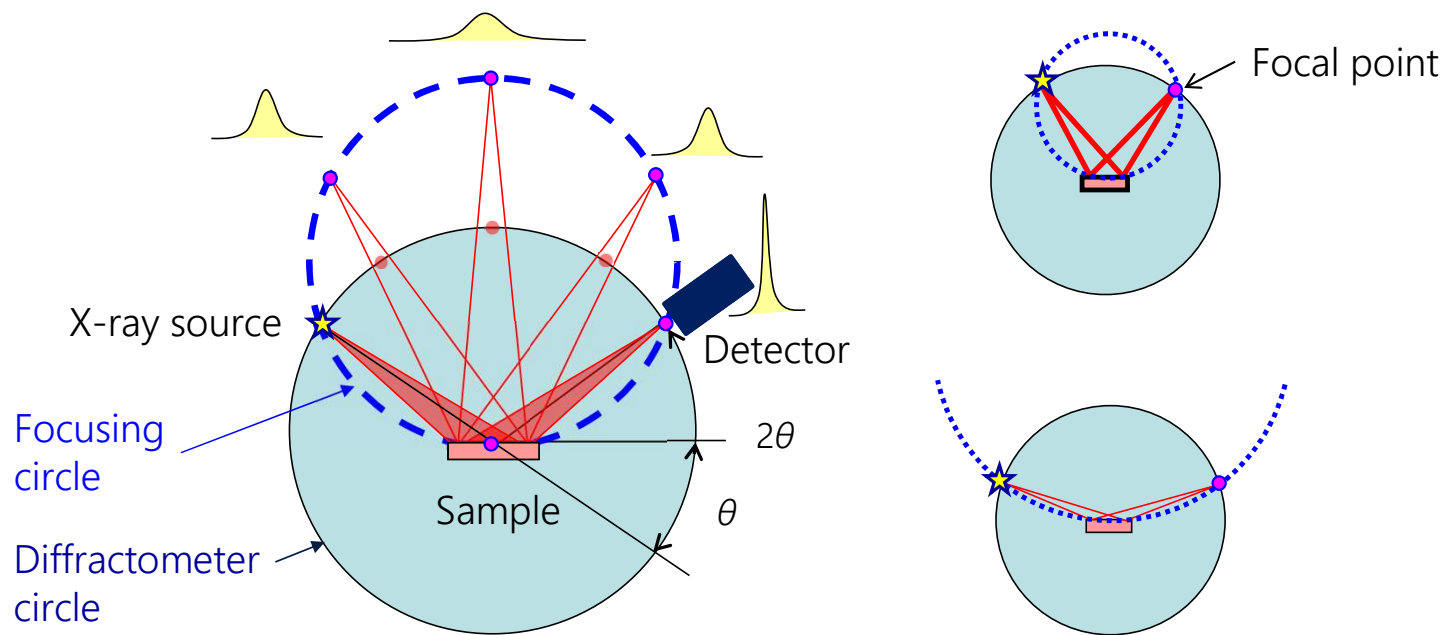 Focal point
X-ray source
Detector
Focusing
circle
2θ
Sample
θ
Diffractometer
circle